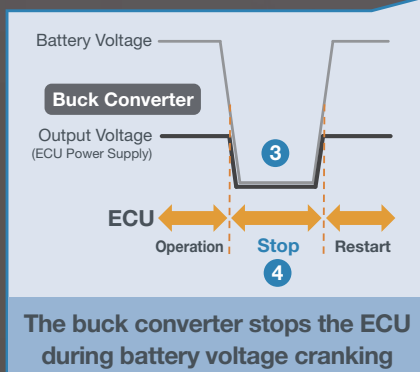 Battery Voltage
Buck Converter
Output Voltage
(ECU Power Supply)
3
ECU
Operation Stop Restart
4
The buck converter stops the ECU
during battery voltage cranking